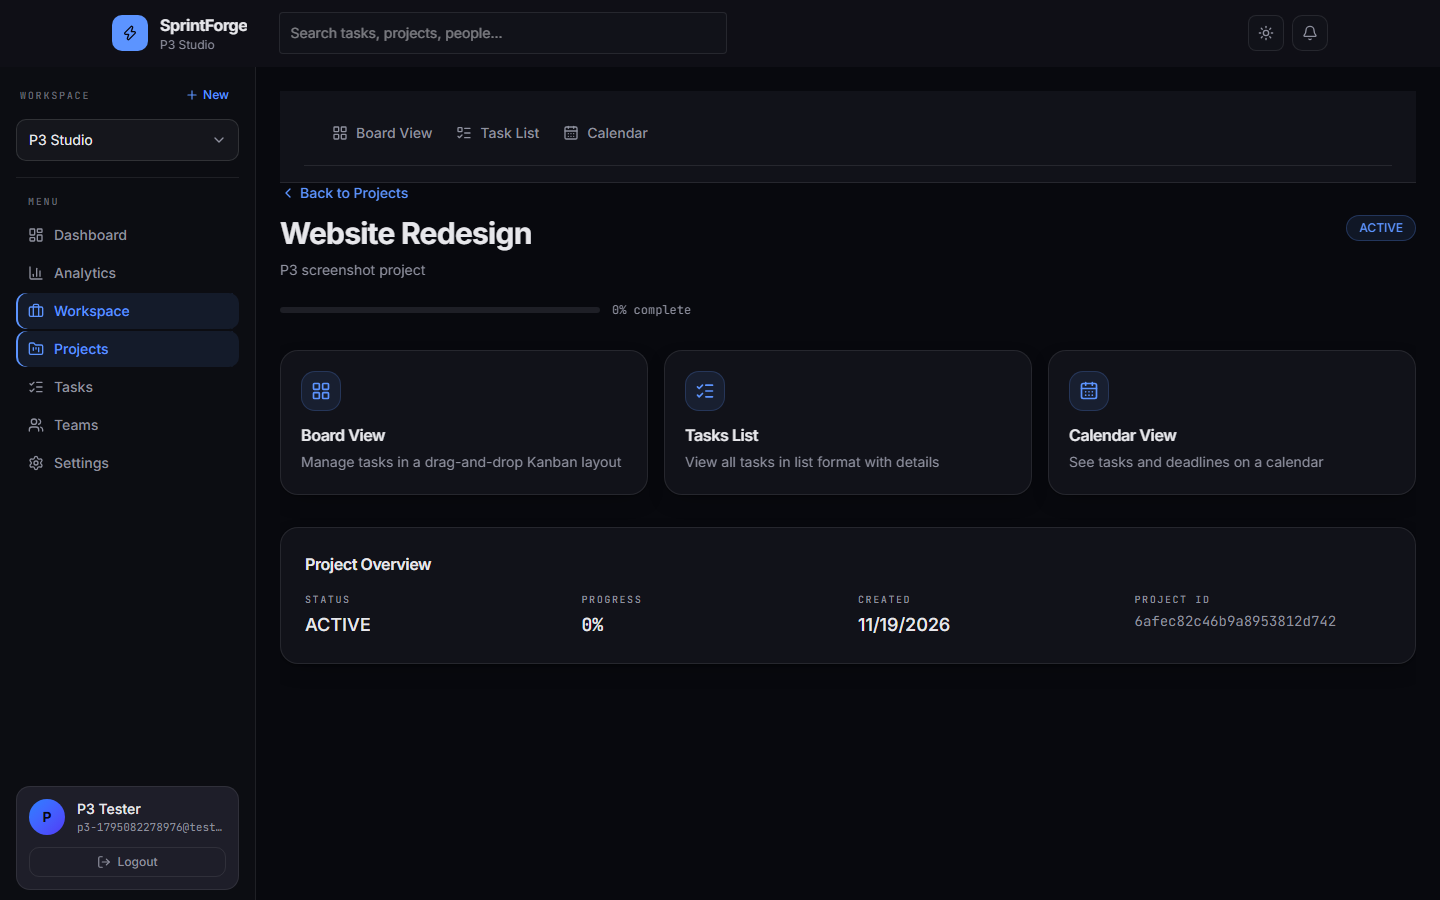 SprintForge
P3 Studio
Search tasks, projects, people...
WORKSPACE
New
P3 Studio
MENU
Dashboard
Analytics
Workspace
Projects
Tasks
Teams
Settings
P
P3 Tester
p3-1795082278976@test…
Logout
Board View
Task List
Calendar
Back to Projects
Website Redesign
ACTIVE
P3 screenshot project
0% complete
Board View
Manage tasks in a drag-and-drop Kanban layout
Tasks List
View all tasks in list format with details
Calendar View
See tasks and deadlines on a calendar
Project Overview
STATUS
ACTIVE
PROGRESS
0%
CREATED
11/19/2026
PROJECT ID
6afec82c46b9a8953812d742